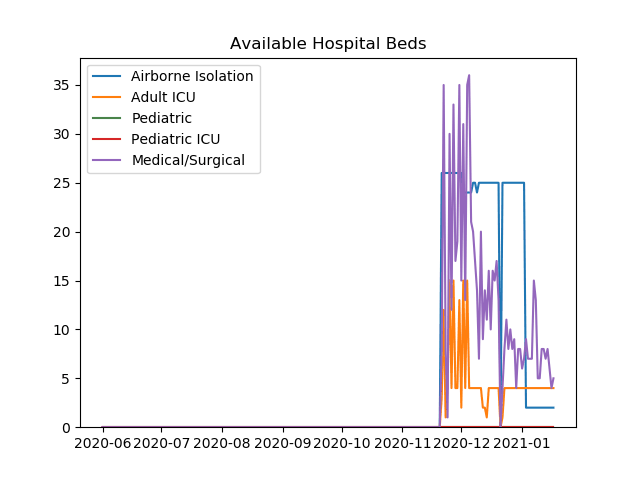 Available Hospital Beds
35
30
25
20
15
10
5
0
Airborne Isolation
Adult ICU
Pediatric
Pediatric ICU
Medical/Surgical
2020-06 2020-07 2020-08 2020-09 2020-10 2020-11 2020-12 2021-01